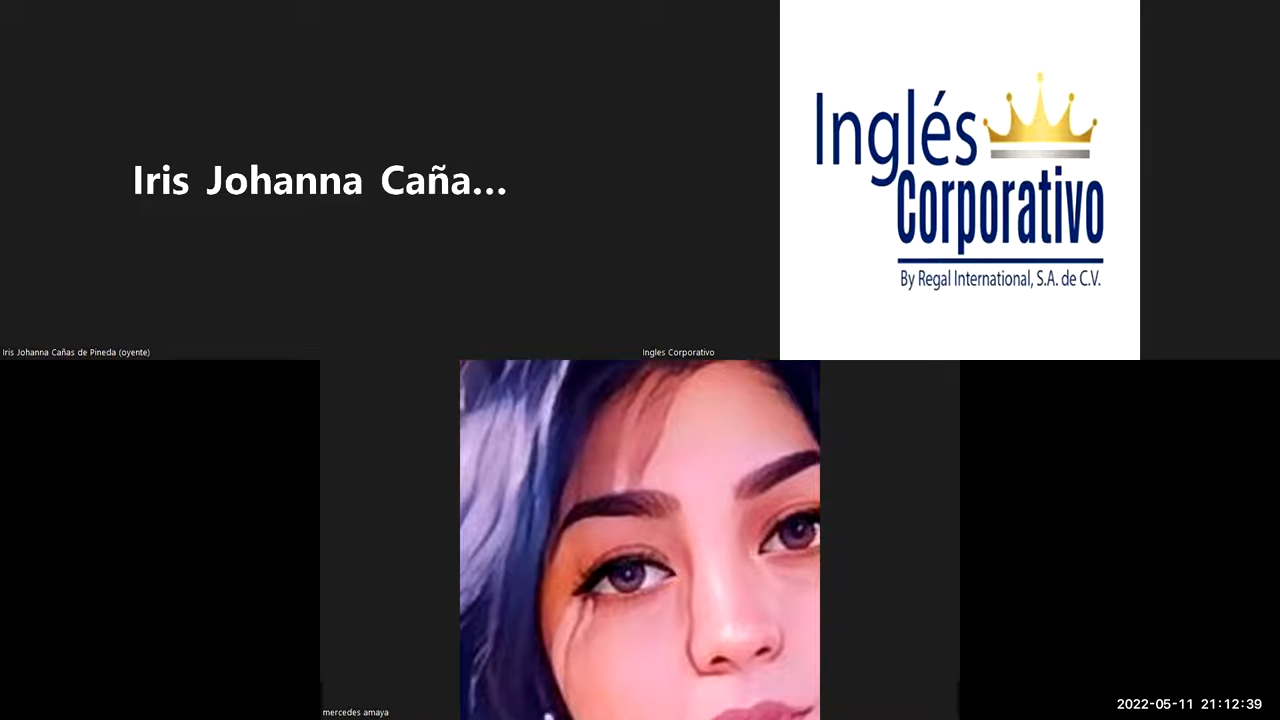 Iris Johanna Caña...
Inglés
Corporativo
By Regal International, S.A. de C.V.
Iris Johanna Cañas de Pineda (oyente)
Ingles Corporativo
mercedes amaya
2022-05-11 21:12:39